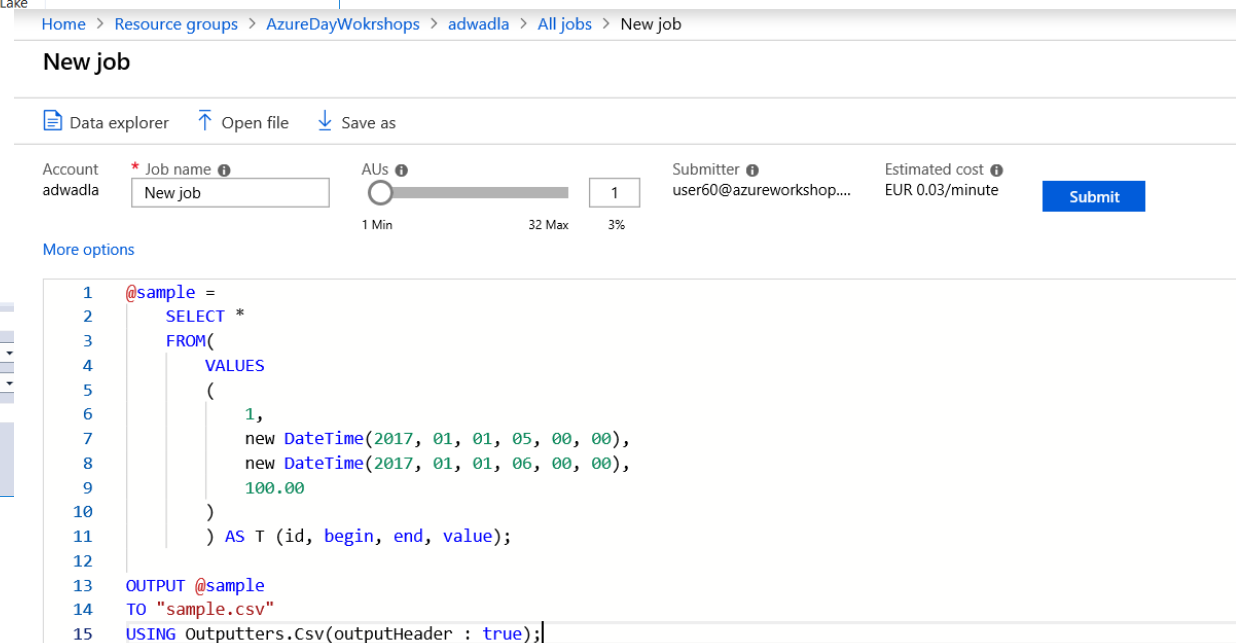 Lake
Home > Resource groups > AzureDayWokrshops > adwadla > All jobs > New job
New job
Data explorer Open file Save as
Account * Job name AUs Submitter Estimated cost
adwadla New job 1 user60@azureworkshop.... EUR 0.03/minute Submit
1 Min 32 Max 3%
More options
1 @sample =
2 SELECT *
3 FROM(
4 VALUES
5 (
6 1,
7 new DateTime(2017, 01, 01, 05, 00, 00),
8 new DateTime(2017, 01, 01, 06, 00, 00),
9 100.00
10 )
11 ) AS T (id, begin, end, value);
12
13 OUTPUT @sample
14 TO "sample.csv"
15 USING Outputters.Csv(outputHeader : true);